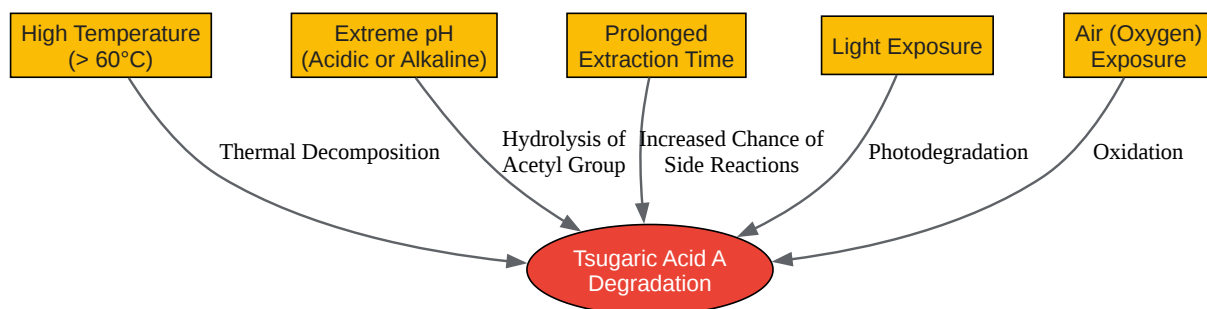 High Temperature
(> 60°C)
Extreme pH
(Acidic or Alkaline)
Prolonged
Extraction Time
Light Exposure
Air (Oxygen)
Exposure
Thermal Decomposition
Hydrolysis of
Acetyl Group
Increased Chance of
Side Reactions
Photodegradation
Oxidation
Tsugaric Acid A
Degradation